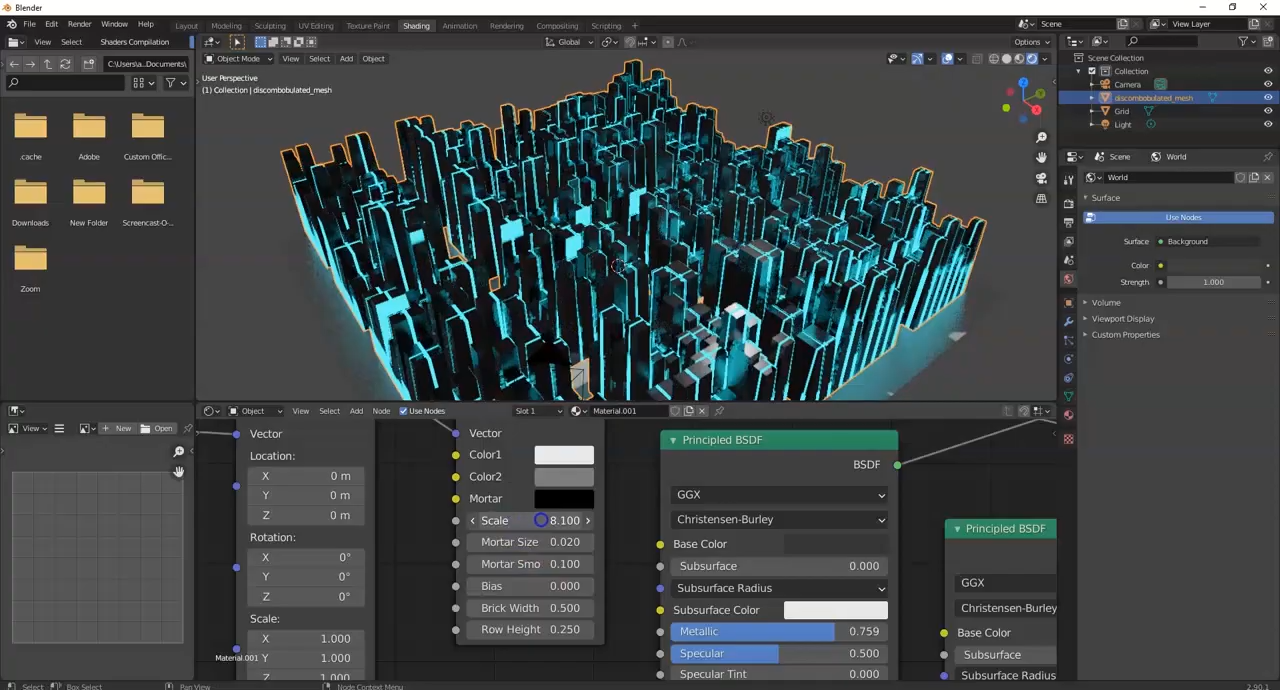 Blender
File Edit Render Window Help Layout Modeling Sculpting UV Editing Texture Paint Shading Animation Rendering Compositing Scripting + Scene View Layer
View Select Shaders Compilation Global Options
C:\Users\a...Documents\ Object Mode View Select Add Object
User Perspective
(1) Collection | discombobulated_mesh
.cache Adobe Custom Offic...
Downloads New Folder Screencast-O-...
Zoom
Scene Collection
Collection
Camera
discombobulated_mesh
Grid
Light
Scene World
World
Surface
Use Nodes
Surface Background
Color
Strength 1.000
Volume
Viewport Display
Custom Properties
View New Open
Object View Select Add Node Use Nodes Slot 1 Material.001
Vector
Location:
X 0 m
Y 0 m
Z 0 m
Rotation:
X 0°
Y 0°
Z 0°
Scale:
X 1.000
Y 1.000
Z 1.000
Material.001
Vector
Color1
Color2
Mortar
Scale 8.100
Mortar Size 0.020
Mortar Smo 0.100
Bias 0.000
Brick Width 0.500
Row Height 0.250
Principled BSDF
BSDF
GGX
Christensen-Burley
Base Color
Subsurface 0.000
Subsurface Radius
Subsurface Color
Metallic 0.759
Specular 0.500
Specular Tint 0.000
Principled BSDF
GGX
Christensen-Burley
Base Color
Subsurface
Subsurface Radius
Select Box Select Pan View Node Context Menu 2.90.1